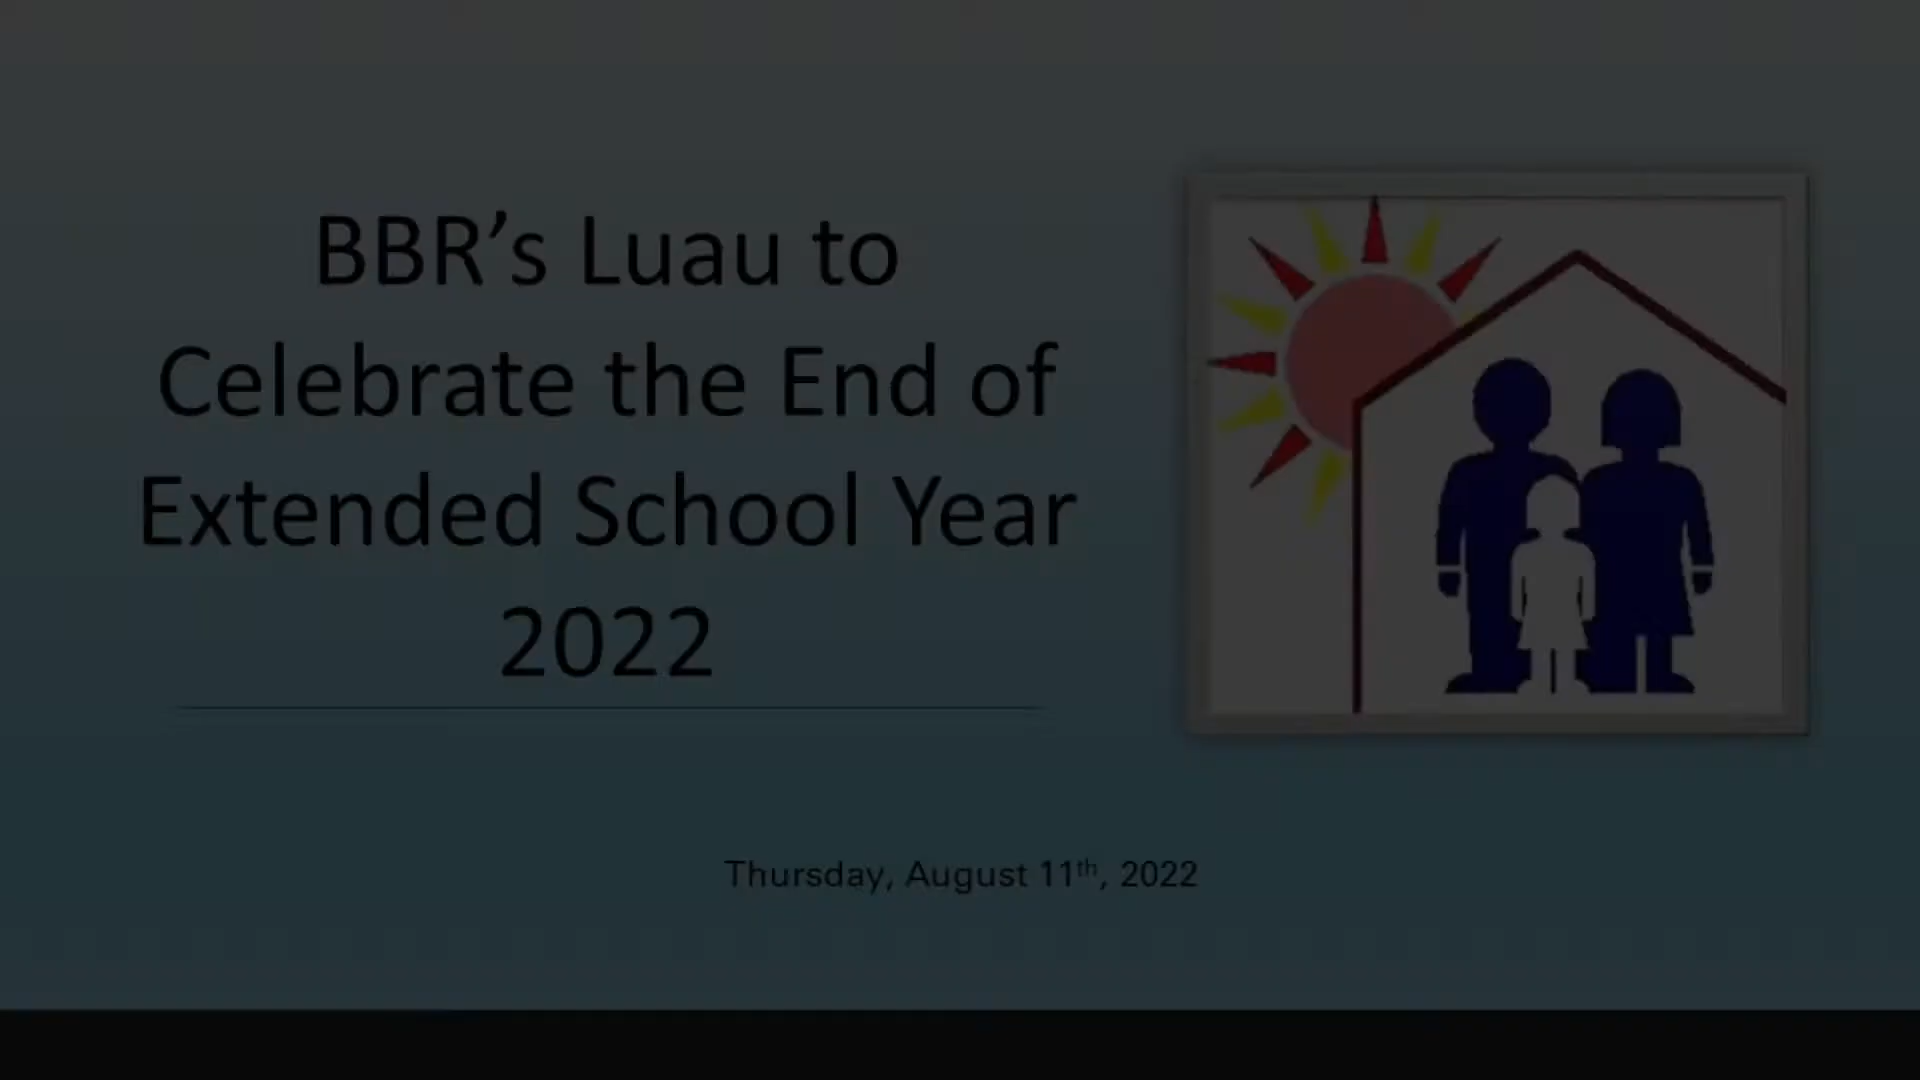 BBR’s Luau to
Celebrate the End of
Extended School Year
2022
Thursday, August 11th, 2022